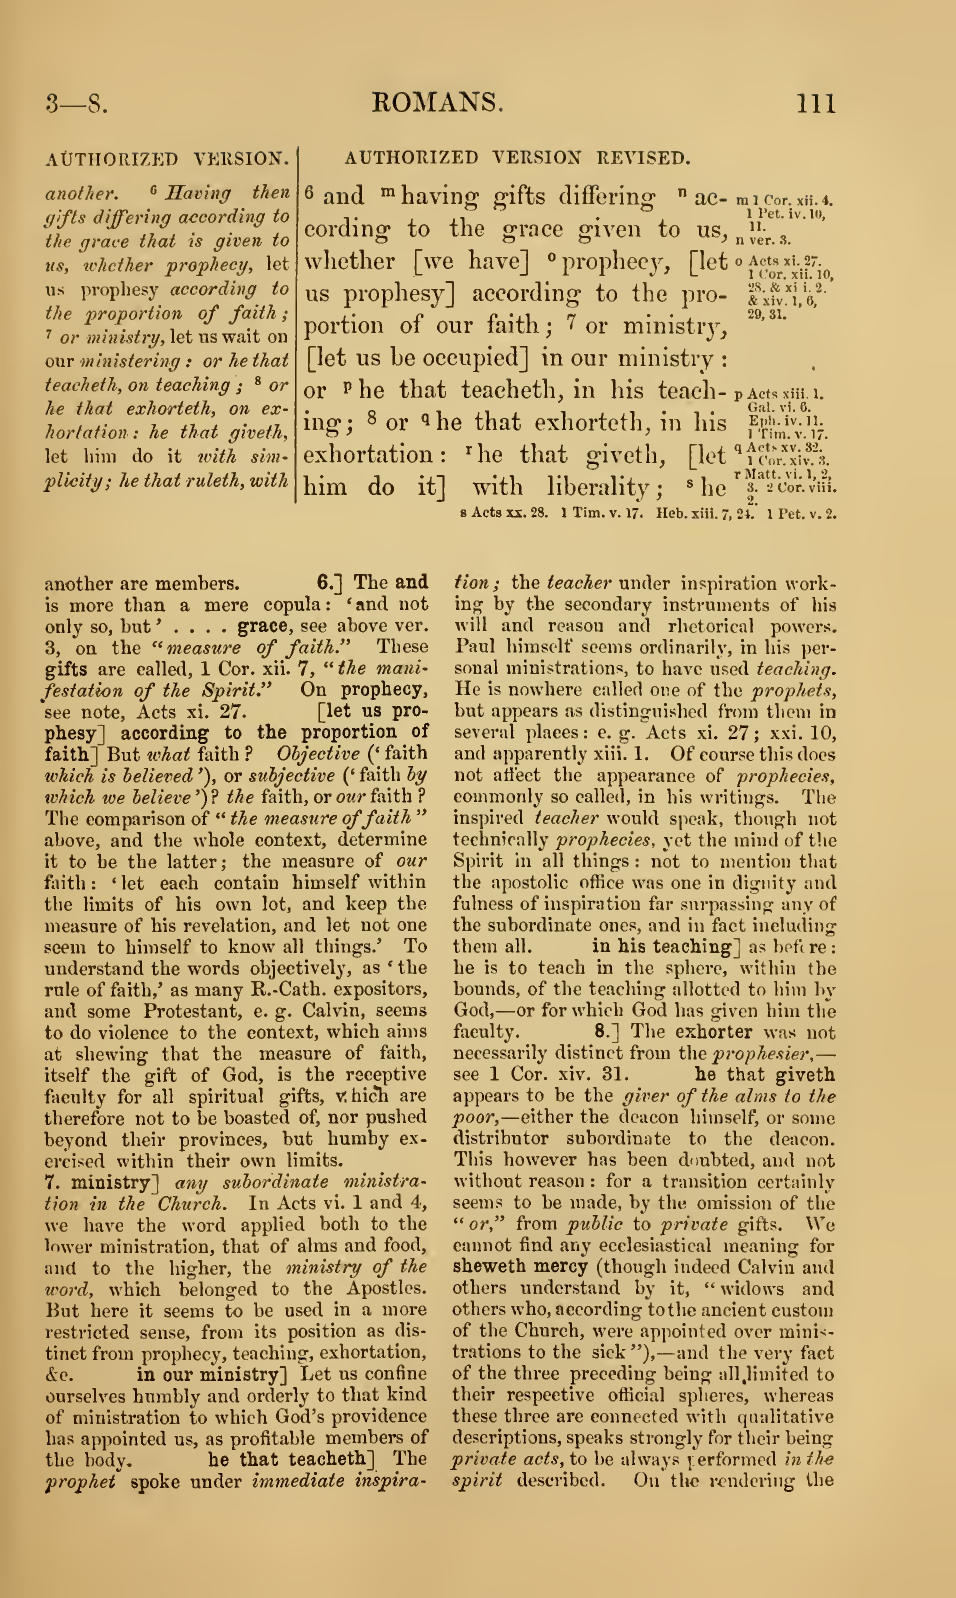 3—8.
ROMANS.
111
AUTHORIZED VERSION.
another. 6 Having then
gifts differing according to
the grace that is given to
us, whether prophecy, let
us prophesy according to
the proportion of faith;
7 or ministry, let us wait on
our ministering: or he that
teacheth, on teaching; 8 or
he that exhorteth, on ex-
hortation: he that giveth,
let him do it with sim-
plicity; he that ruleth, with
AUTHORIZED VERSION REVISED.
6 and m having gifts differing n ac-
cording to the grace given to us,
whether [we have] o prophecy, [let
us prophesy] according to the pro-
portion of our faith; 7 or ministry,
[let us be occupied] in our ministry:
or p he that teacheth, in his teach-
ing; 8 or q he that exhorteth, in his
exhortation: r he that giveth, [let
him do it] with liberality; s he
m 1 Cor. xii. 4.
1 Pet. iv. 10,
11.
n ver. 3.
o Acts xi. 27.
1 Cor. xii. 10,
28. & xi i. 2.
& xiv. 1, 6,
29, 31.
p Acts xiii. 1.
Gal. vi. 6.
Eph. iv. 11.
1 Tim. v. 17.
q Acts xv. 32.
1 Cor. xiv. 3.
r Matt. vi. 1, 2,
3. 2 Cor. viii.
2.
s Acts xx. 28. 1 Tim. v. 17. Heb. xiii. 7, 24. 1 Pet. v. 2.
another are members. 6.] The and
is more than a mere copula: 'and not
only so, but' . . . . grace, see above ver.
3, on the "measure of faith." These
gifts are called, 1 Cor. xii. 7, "the mani-
festation of the Spirit." On prophecy,
see note, Acts xi. 27. [let us pro-
phesy] according to the proportion of
faith] But what faith? Objective ('faith
which is believed'), or subjective ('faith by
which we believe')? the faith, or our faith?
The comparison of "the measure of faith"
above, and the whole context, determine
it to be the latter; the measure of our
faith: 'let each contain himself within
the limits of his own lot, and keep the
measure of his revelation, and let not one
seem to himself to know all things.' To
understand the words objectively, as 'the
rule of faith,' as many R.-Cath. expositors,
and some Protestant, e. g. Calvin, seems
to do violence to the context, which aims
at shewing that the measure of faith,
itself the gift of God, is the receptive
faculty for all spiritual gifts, which are
therefore not to be boasted of, nor pushed
beyond their provinces, but humby ex-
ercised within their own limits.
7. ministry] any subordinate ministra-
tion in the Church. In Acts vi. 1 and 4,
we have the word applied both to the
lower ministration, that of alms and food,
and to the higher, the ministry of the
word, which belonged to the Apostles.
But here it seems to be used in a more
restricted sense, from its position as dis-
tinct from prophecy, teaching, exhortation,
&c. in our ministry] Let us confine
ourselves humbly and orderly to that kind
of ministration to which God's providence
has appointed us, as profitable members of
the body. he that teacheth] The
prophet spoke under immediate inspira-
tion; the teacher under inspiration work-
ing by the secondary instruments of his
will and reason and rhetorical powers.
Paul himself seems ordinarily, in his per-
sonal ministrations, to have used teaching.
He is nowhere called one of the prophets,
but appears as distinguished from them in
several places: e. g. Acts xi. 27; xxi. 10,
and apparently xiii. 1. Of course this does
not affect the appearance of prophecies,
commonly so called, in his writings. The
inspired teacher would speak, though not
technically prophecies, yet the mind of the
Spirit in all things: not to mention that
the apostolic office was one in dignity and
fulness of inspiration far surpassing any of
the subordinate ones, and in fact including
them all. in his teaching] as before:
he is to teach in the sphere, within the
bounds, of the teaching allotted to him by
God,—or for which God has given him the
faculty. 8.] The exhorter was not
necessarily distinct from the prophesier,—
see 1 Cor. xiv. 31. he that giveth
appears to be the giver of the alms to the
poor,—either the deacon himself, or some
distributor subordinate to the deacon.
This however has been doubted, and not
without reason: for a transition certainly
seems to be made, by the omission of the
"or," from public to private gifts. We
cannot find any ecclesiastical meaning for
sheweth mercy (though indeed Calvin and
others understand by it, "widows and
others who, according to the ancient custom
of the Church, were appointed over minis-
trations to the sick"),—and the very fact
of the three preceding being all limited to
their respective official spheres, whereas
these three are connected with qualitative
descriptions, speaks strongly for their being
private acts, to be always performed in the
spirit described. On the rendering the